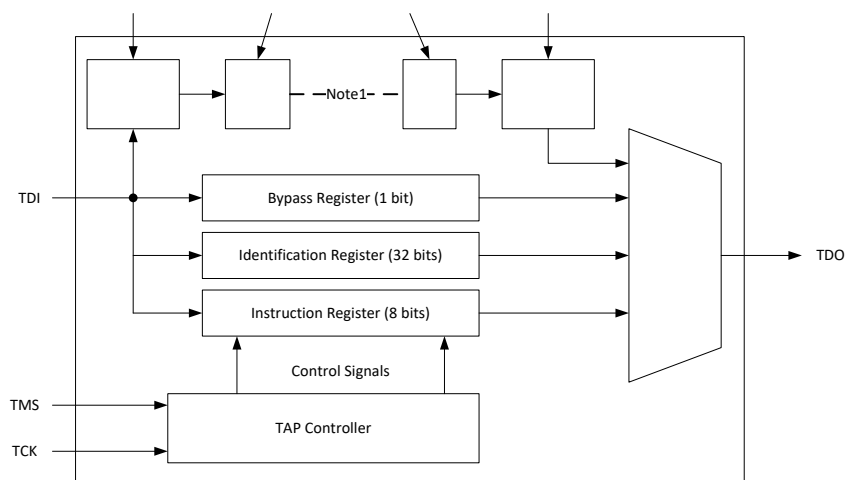 Note1
TDI
Bypass Register (1 bit)
Identification Register (32 bits)
TDO
Instruction Register (8 bits)
Control Signals
TMS
TAP Controller
TCK